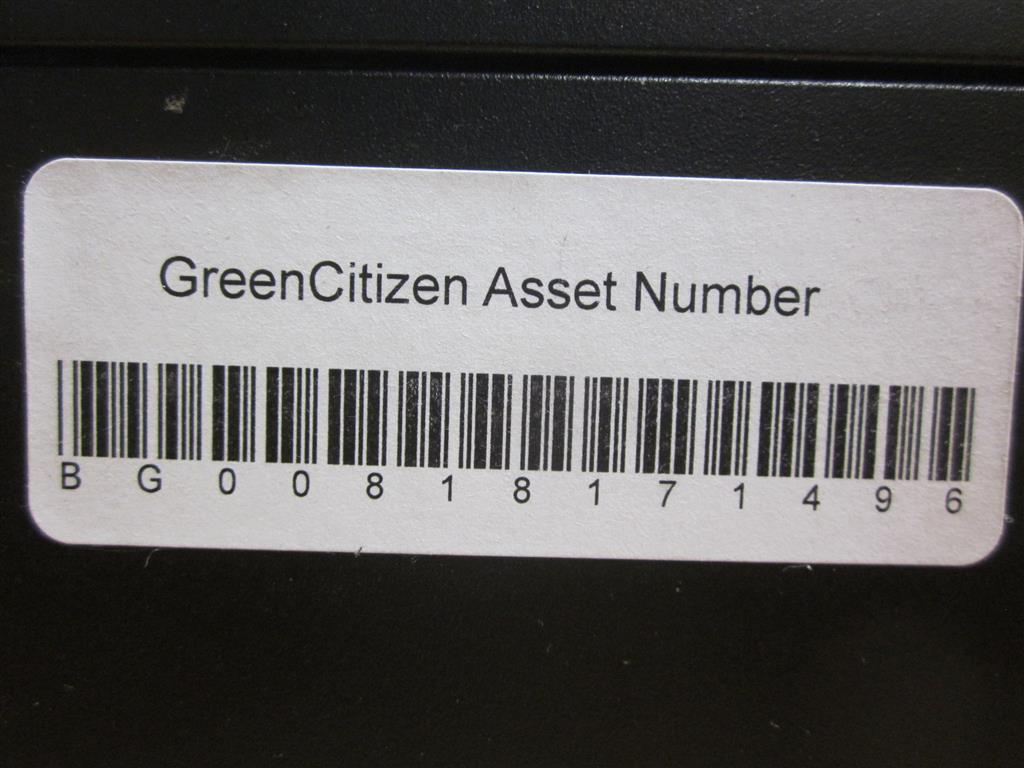 GreenCitizen Asset Number
B G 0 0 8 1 8 1 7 1 4 9 6